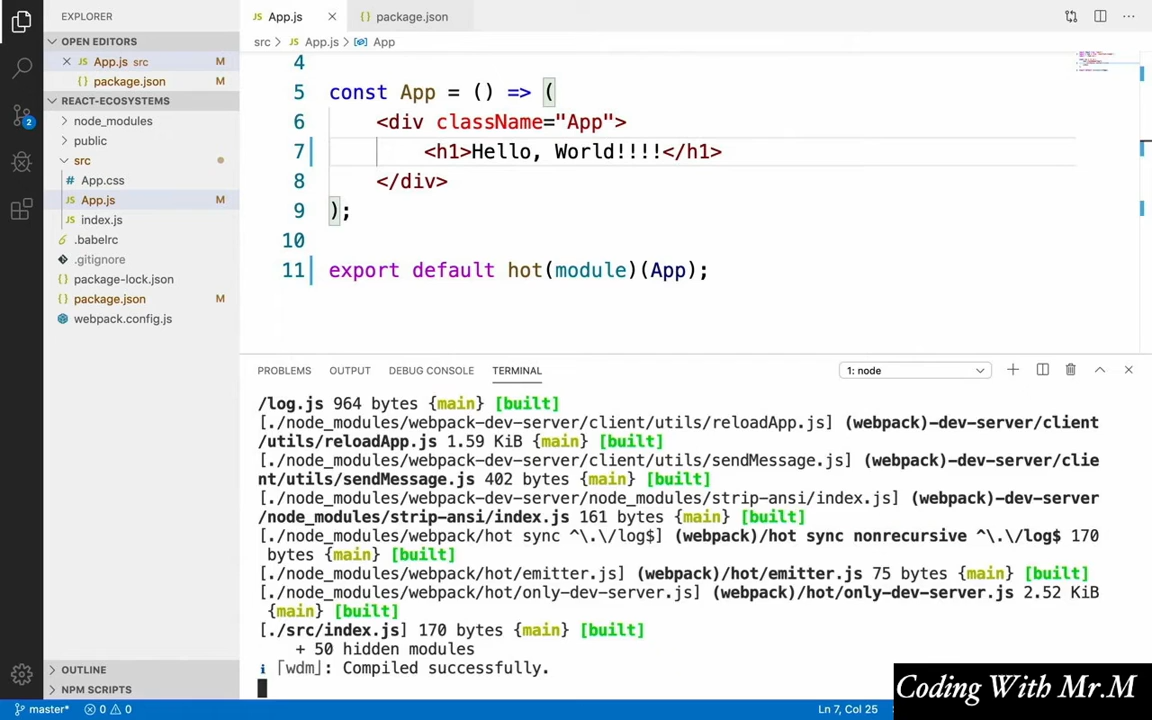 EXPLORER
OPEN EDITORS
App.js src M
package.json M
REACT-ECOSYSTEMS
node_modules
public
src
# App.css
JS App.js M
JS index.js
.babelrc
.gitignore
{} package-lock.json
{} package.json M
webpack.config.js
OUTLINE
NPM SCRIPTS
2
JS App.js
{} package.json
src > JS App.js > App
4
5 const App = () => (
6 <div className="App">
7 <h1>Hello, World!!!!</h1>
8 </div>
9 );
10
11 export default hot(module)(App);
PROBLEMS OUTPUT DEBUG CONSOLE TERMINAL 1: node
/log.js 964 bytes {main} [built]
[./node_modules/webpack-dev-server/client/utils/reloadApp.js] (webpack)-dev-server/client
/utils/reloadApp.js 1.59 KiB {main} [built]
[./node_modules/webpack-dev-server/client/utils/sendMessage.js] (webpack)-dev-server/clie
nt/utils/sendMessage.js 402 bytes {main} [built]
[./node_modules/webpack-dev-server/node_modules/strip-ansi/index.js] (webpack)-dev-server
/node_modules/strip-ansi/index.js 161 bytes {main} [built]
[./node_modules/webpack/hot sync ^\.\/log$] (webpack)/hot sync nonrecursive ^\.\/log$ 170
bytes {main} [built]
[./node_modules/webpack/hot/emitter.js] (webpack)/hot/emitter.js 75 bytes {main} [built]
[./node_modules/webpack/hot/only-dev-server.js] (webpack)/hot/only-dev-server.js 2.52 KiB
{main} [built]
[./src/index.js] 170 bytes {main} [built]
+ 50 hidden modules
ℹ ｢wdm｣: Compiled successfully.
master* 0 0 Ln 7, Col 25
Coding With Mr.M